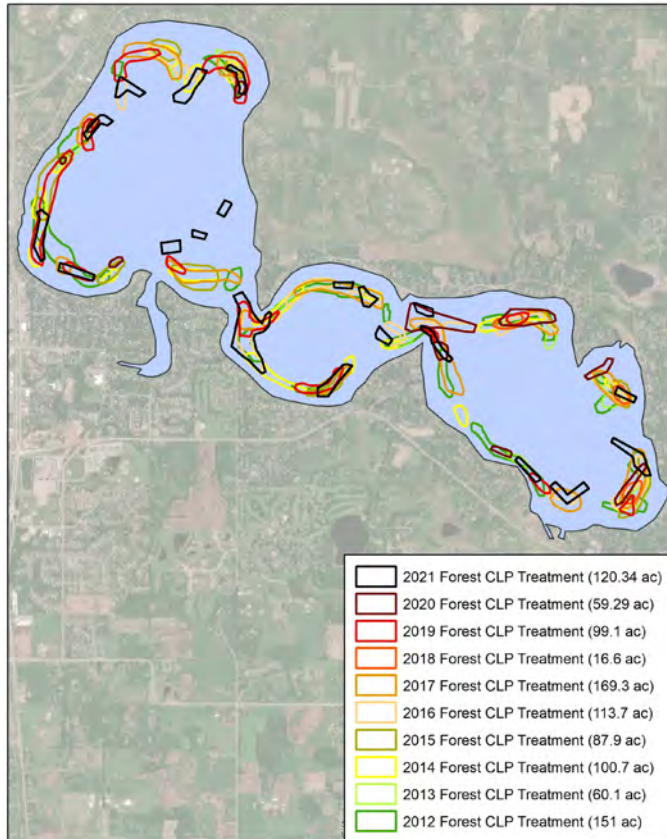 2021 Forest CLP Treatment (120.34 ac)
2020 Forest CLP Treatment (59.29 ac)
2019 Forest CLP Treatment (99.1 ac)
2018 Forest CLP Treatment (16.6 ac)
2017 Forest CLP Treatment (169.3 ac)
2016 Forest CLP Treatment (113.7 ac)
2015 Forest CLP Treatment (87.9 ac)
2014 Forest CLP Treatment (100.7 ac)
2013 Forest CLP Treatment (60.1 ac)
2012 Forest CLP Treatment (151 ac)